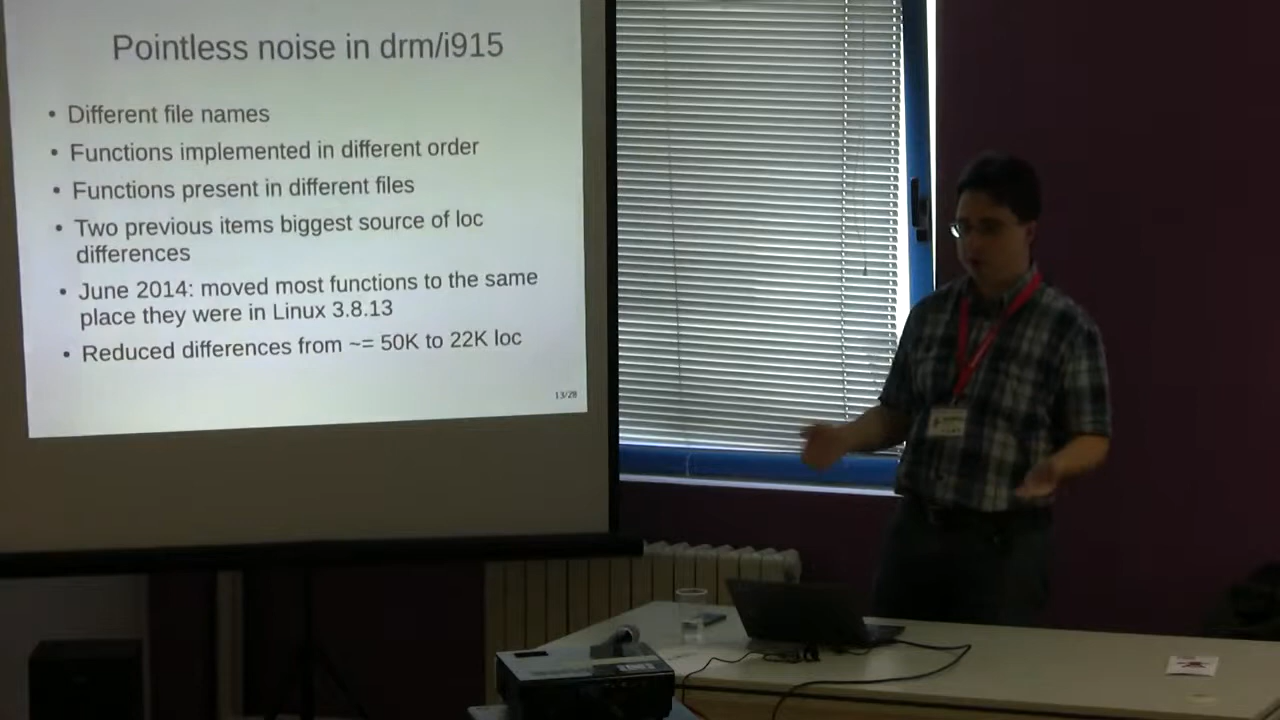 Pointless noise in drm/i915
• Different file names
• Functions implemented in different order
• Functions present in different files
• Two previous items biggest source of loc
differences
• June 2014: moved most functions to the same
place they were in Linux 3.8.13
• Reduced differences from ~= 50K to 22K loc
13/28